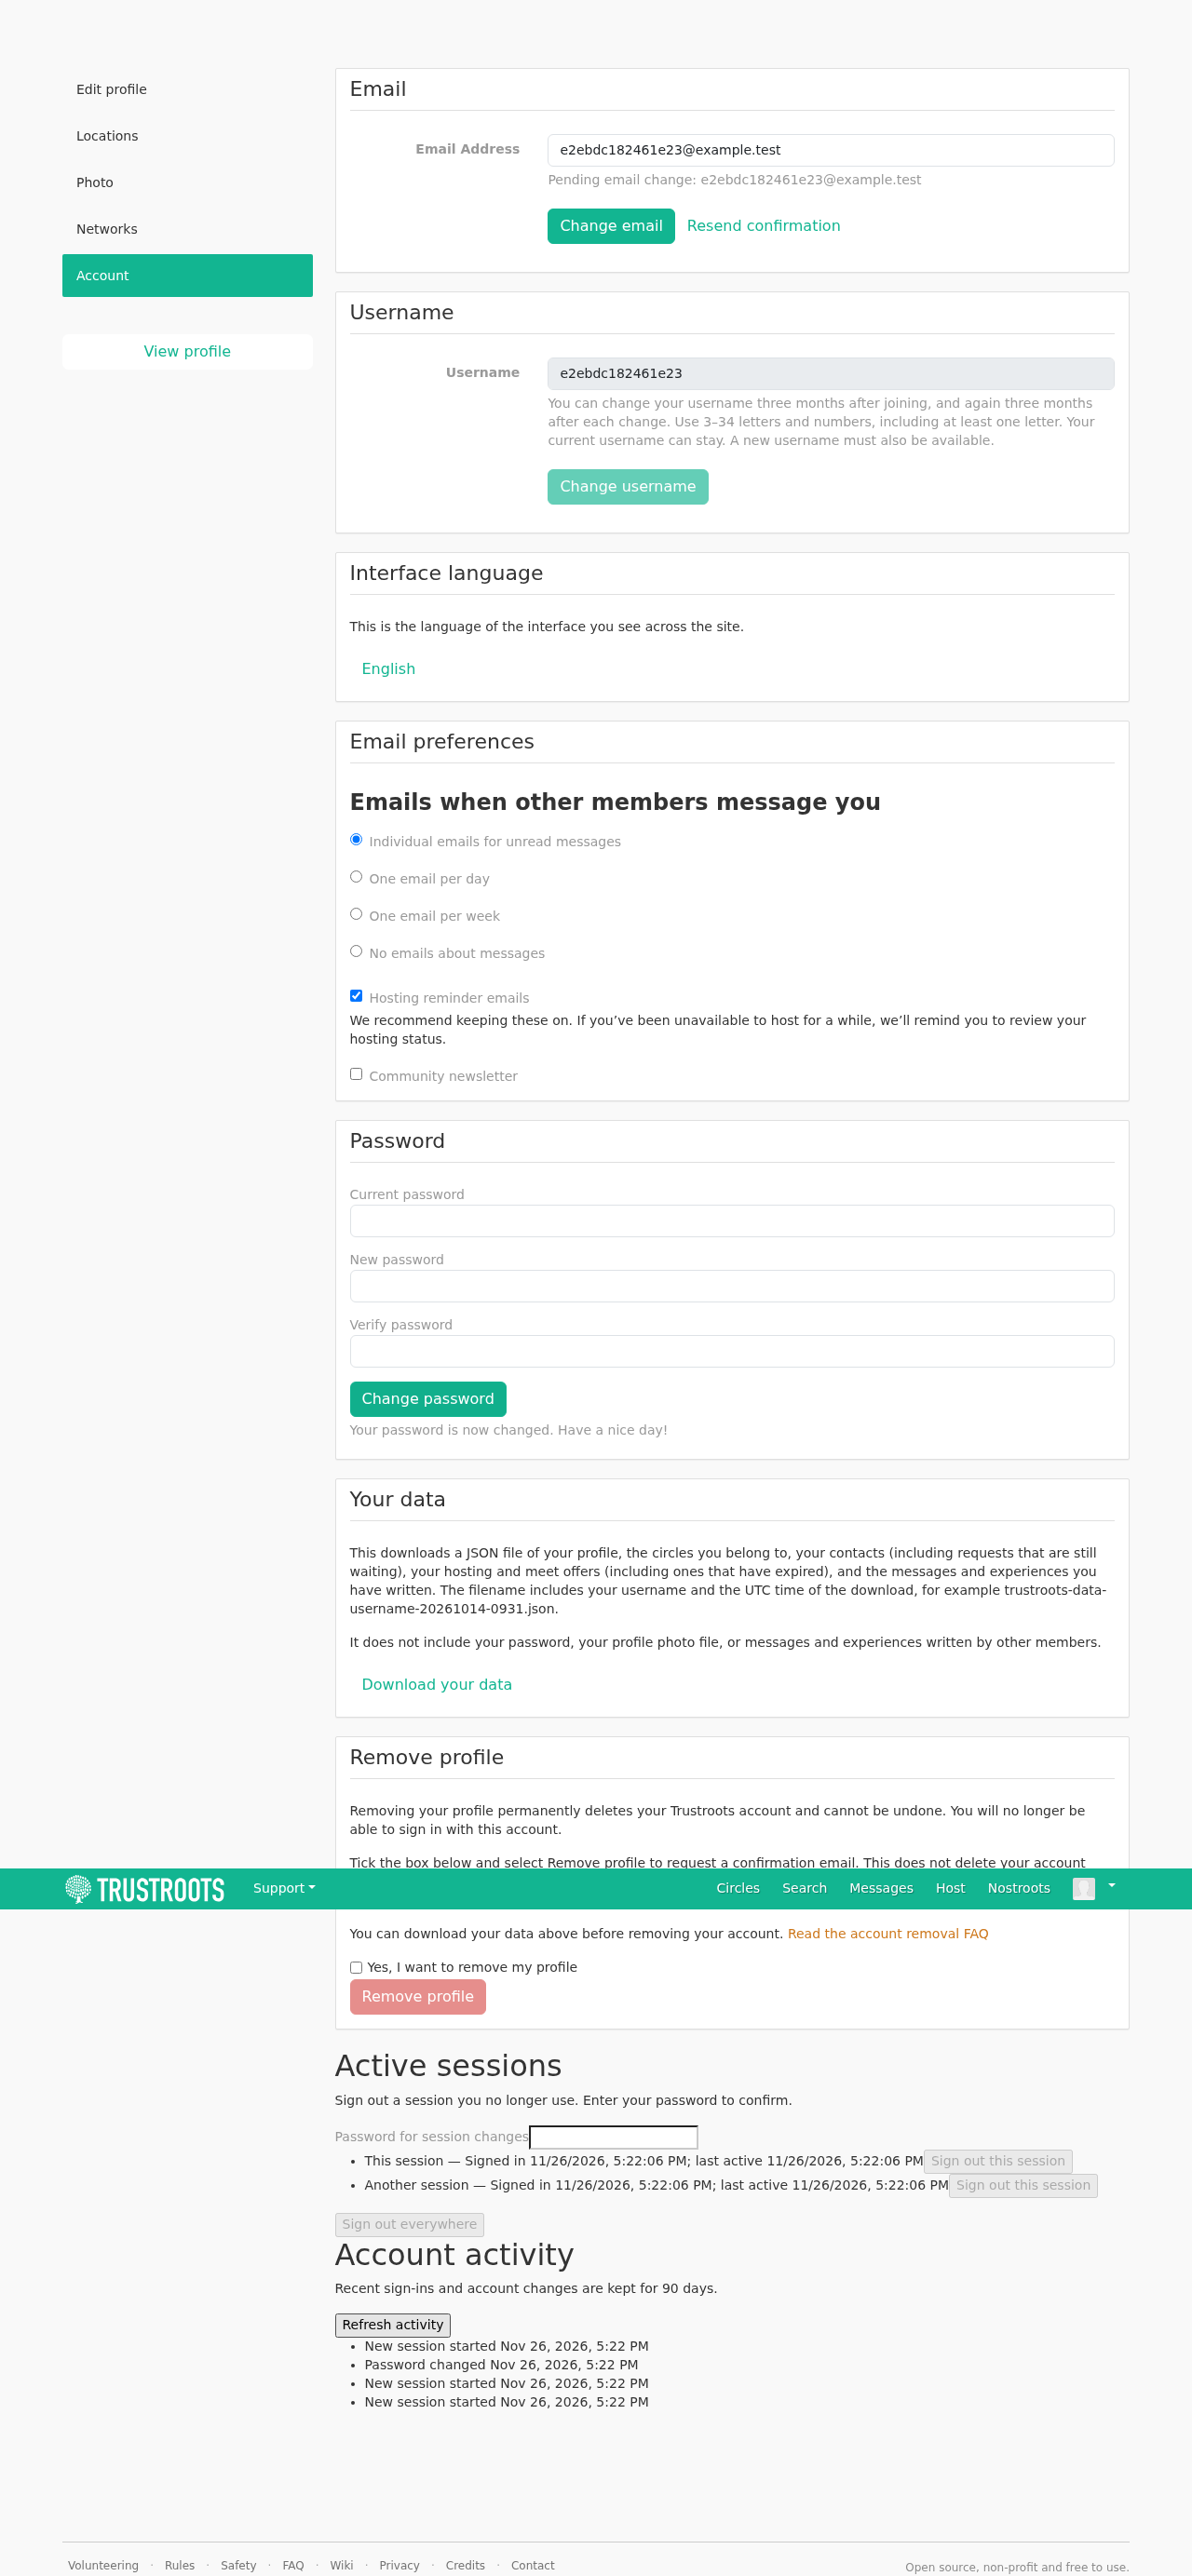 Edit profile
Locations
Photo
Networks
Account
View profile
Email
Email Address
e2ebdc182461e23@example.test
Pending email change: e2ebdc182461e23@example.test
Change email
Resend confirmation
Username
Username
e2ebdc182461e23
You can change your username three months after joining, and again three months
after each change. Use 3–34 letters and numbers, including at least one letter. Your
current username can stay. A new username must also be available.
Change username
Interface language
This is the language of the interface you see across the site.
English
Email preferences
Emails when other members message you
Individual emails for unread messages
One email per day
One email per week
No emails about messages
Hosting reminder emails
We recommend keeping these on. If you’ve been unavailable to host for a while, we’ll remind you to review your
hosting status.
Community newsletter
Password
Current password
New password
Verify password
Change password
Your password is now changed. Have a nice day!
Your data
This downloads a JSON file of your profile, the circles you belong to, your contacts (including requests that are still
waiting), your hosting and meet offers (including ones that have expired), and the messages and experiences you
have written. The filename includes your username and the UTC time of the download, for example trustroots-data-
username-20261014-0931.json.
It does not include your password, your profile photo file, or messages and experiences written by other members.
Download your data
Remove profile
Removing your profile permanently deletes your Trustroots account and cannot be undone. You will no longer be
able to sign in with this account.
Tick the box below and select Remove profile to request a confirmation email. This does not delete your account
TRUSTROOTS
Support
Circles
Search
Messages
Host
Nostroots
You can download your data above before removing your account. Read the account removal FAQ
Yes, I want to remove my profile
Remove profile
Active sessions
Sign out a session you no longer use. Enter your password to confirm.
Password for session changes
This session — Signed in 11/26/2026, 5:22:06 PM; last active 11/26/2026, 5:22:06 PM Sign out this session
Another session — Signed in 11/26/2026, 5:22:06 PM; last active 11/26/2026, 5:22:06 PM Sign out this session
Sign out everywhere
Account activity
Recent sign-ins and account changes are kept for 90 days.
Refresh activity
New session started Nov 26, 2026, 5:22 PM
Password changed Nov 26, 2026, 5:22 PM
New session started Nov 26, 2026, 5:22 PM
New session started Nov 26, 2026, 5:22 PM
Volunteering · Rules · Safety · FAQ · Wiki · Privacy · Credits · Contact
Open source, non-profit and free to use.